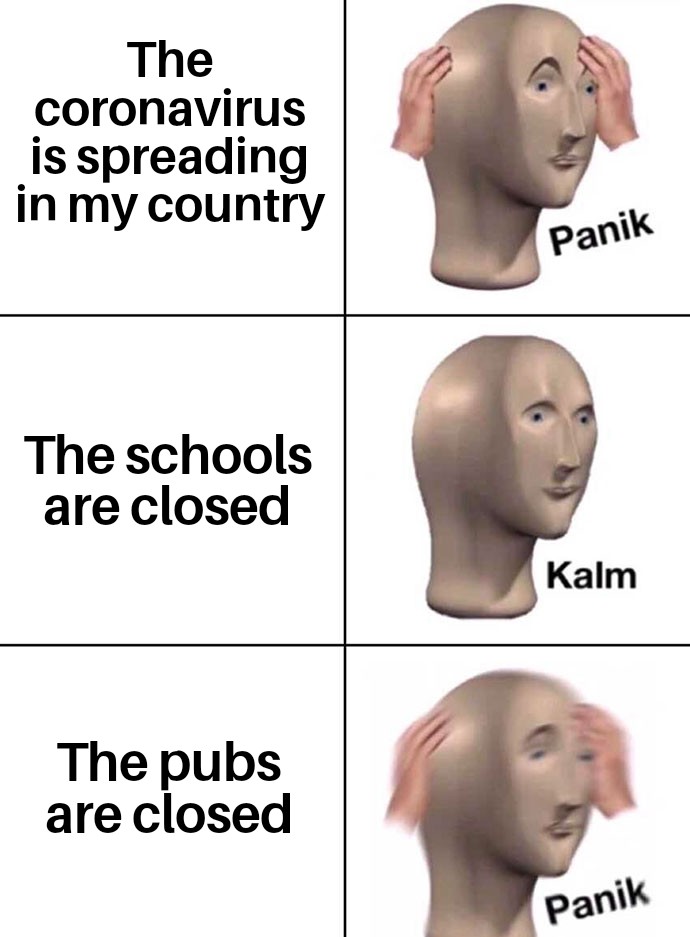 The
coronavirus
is spreading
in my country
Panik
The schools
are closed
Kalm
The pubs
are closed
Panik